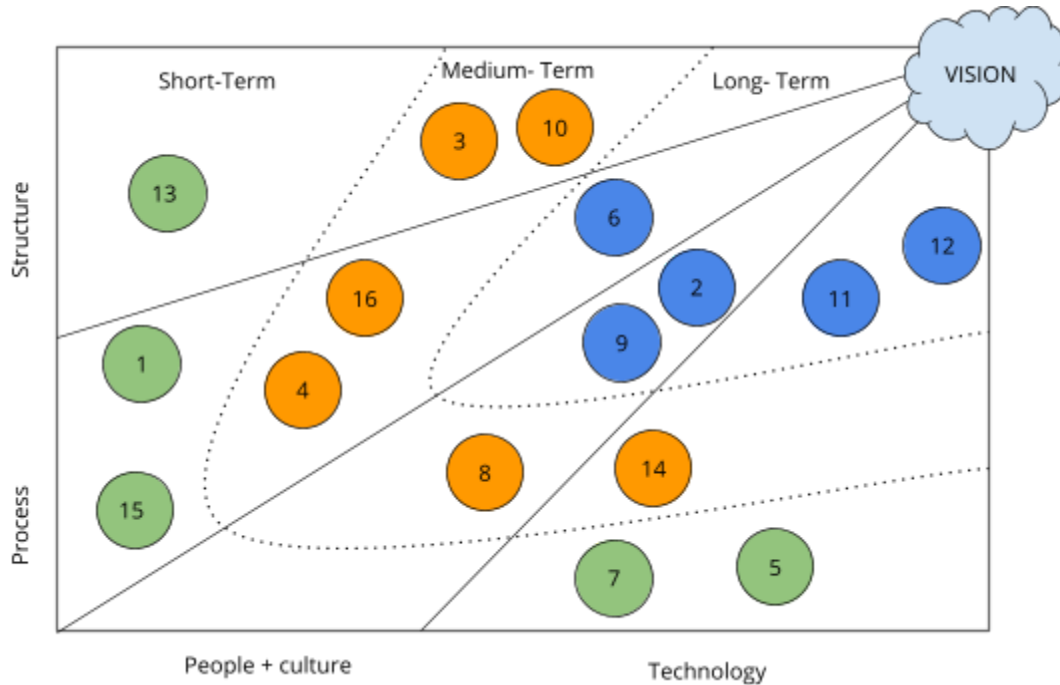 VISION
Short-Term
Medium- Term
Long- Term
3
10
13
6
Structure
12
2
16
11
9
1
4
8
14
15
Process
5
7
People + culture
Technology